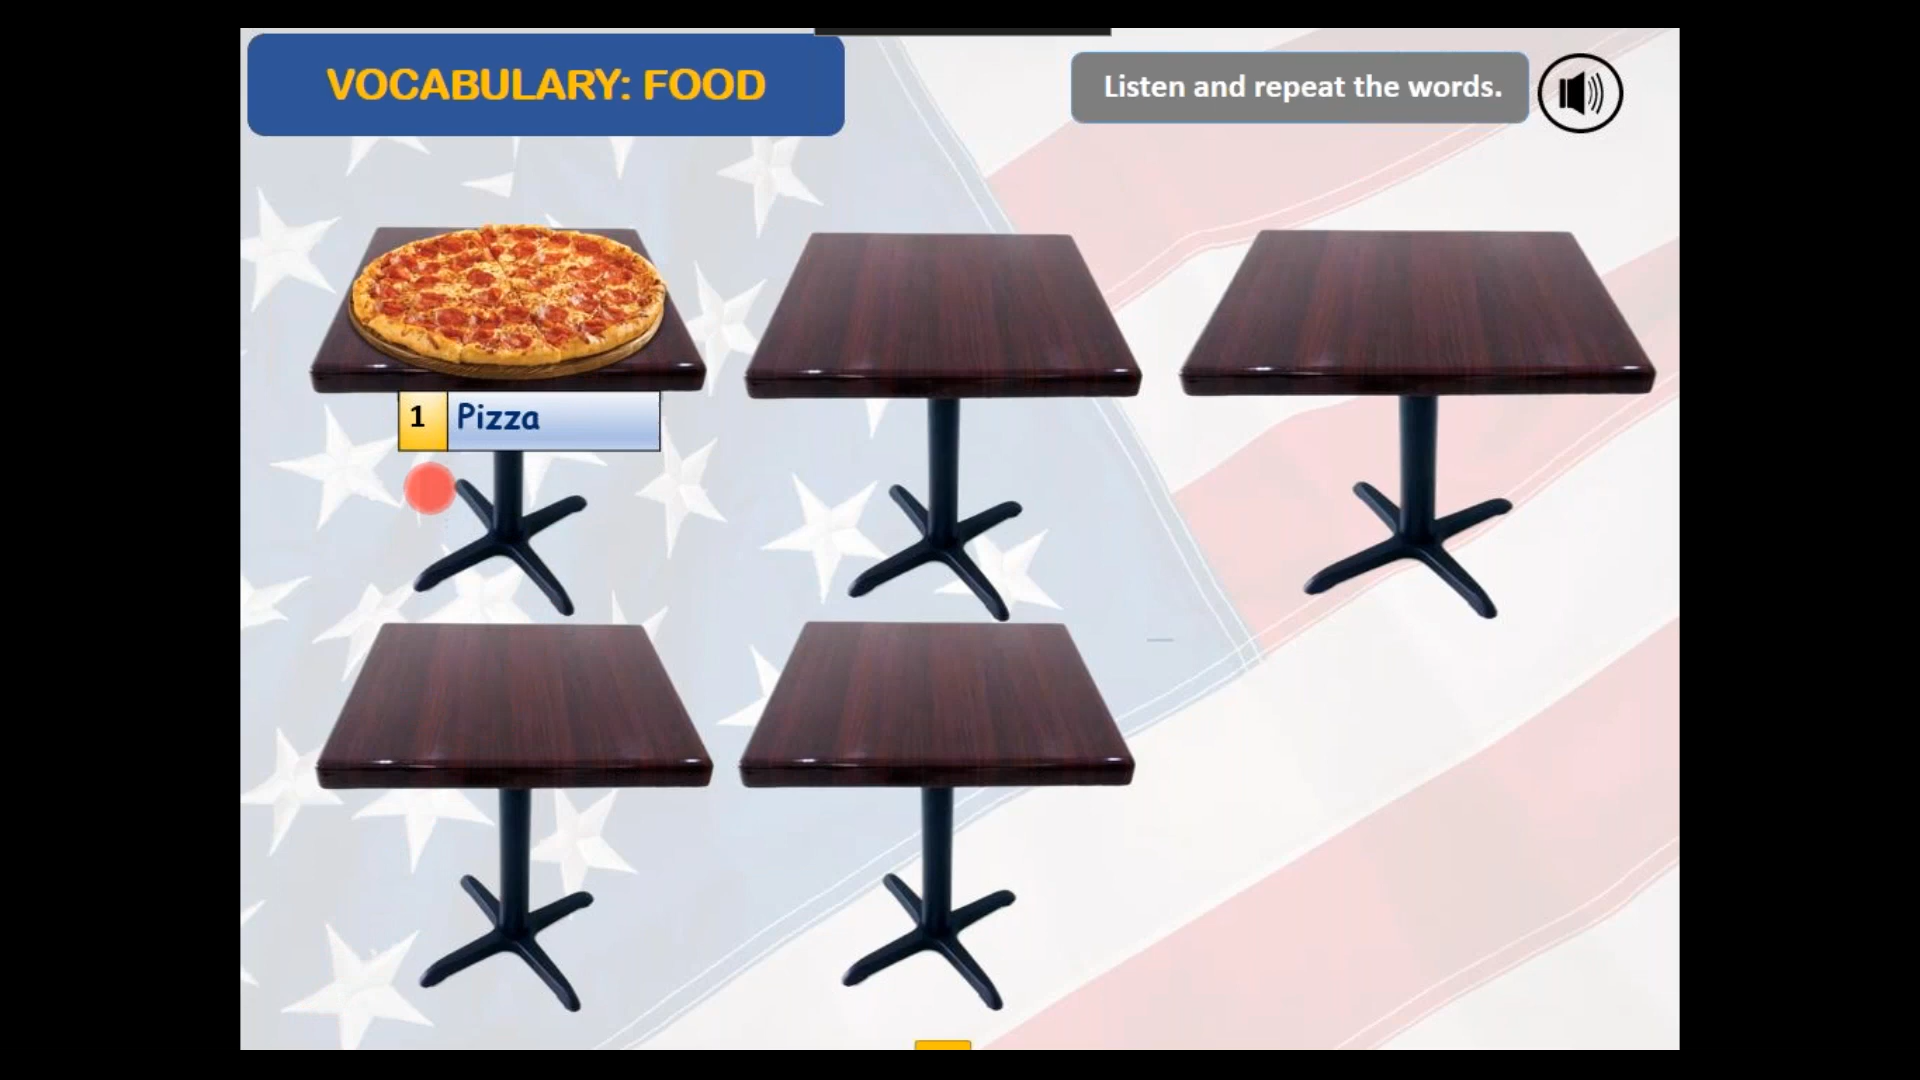 VOCABULARY: FOOD
Listen and repeat the words.
1 Pizza